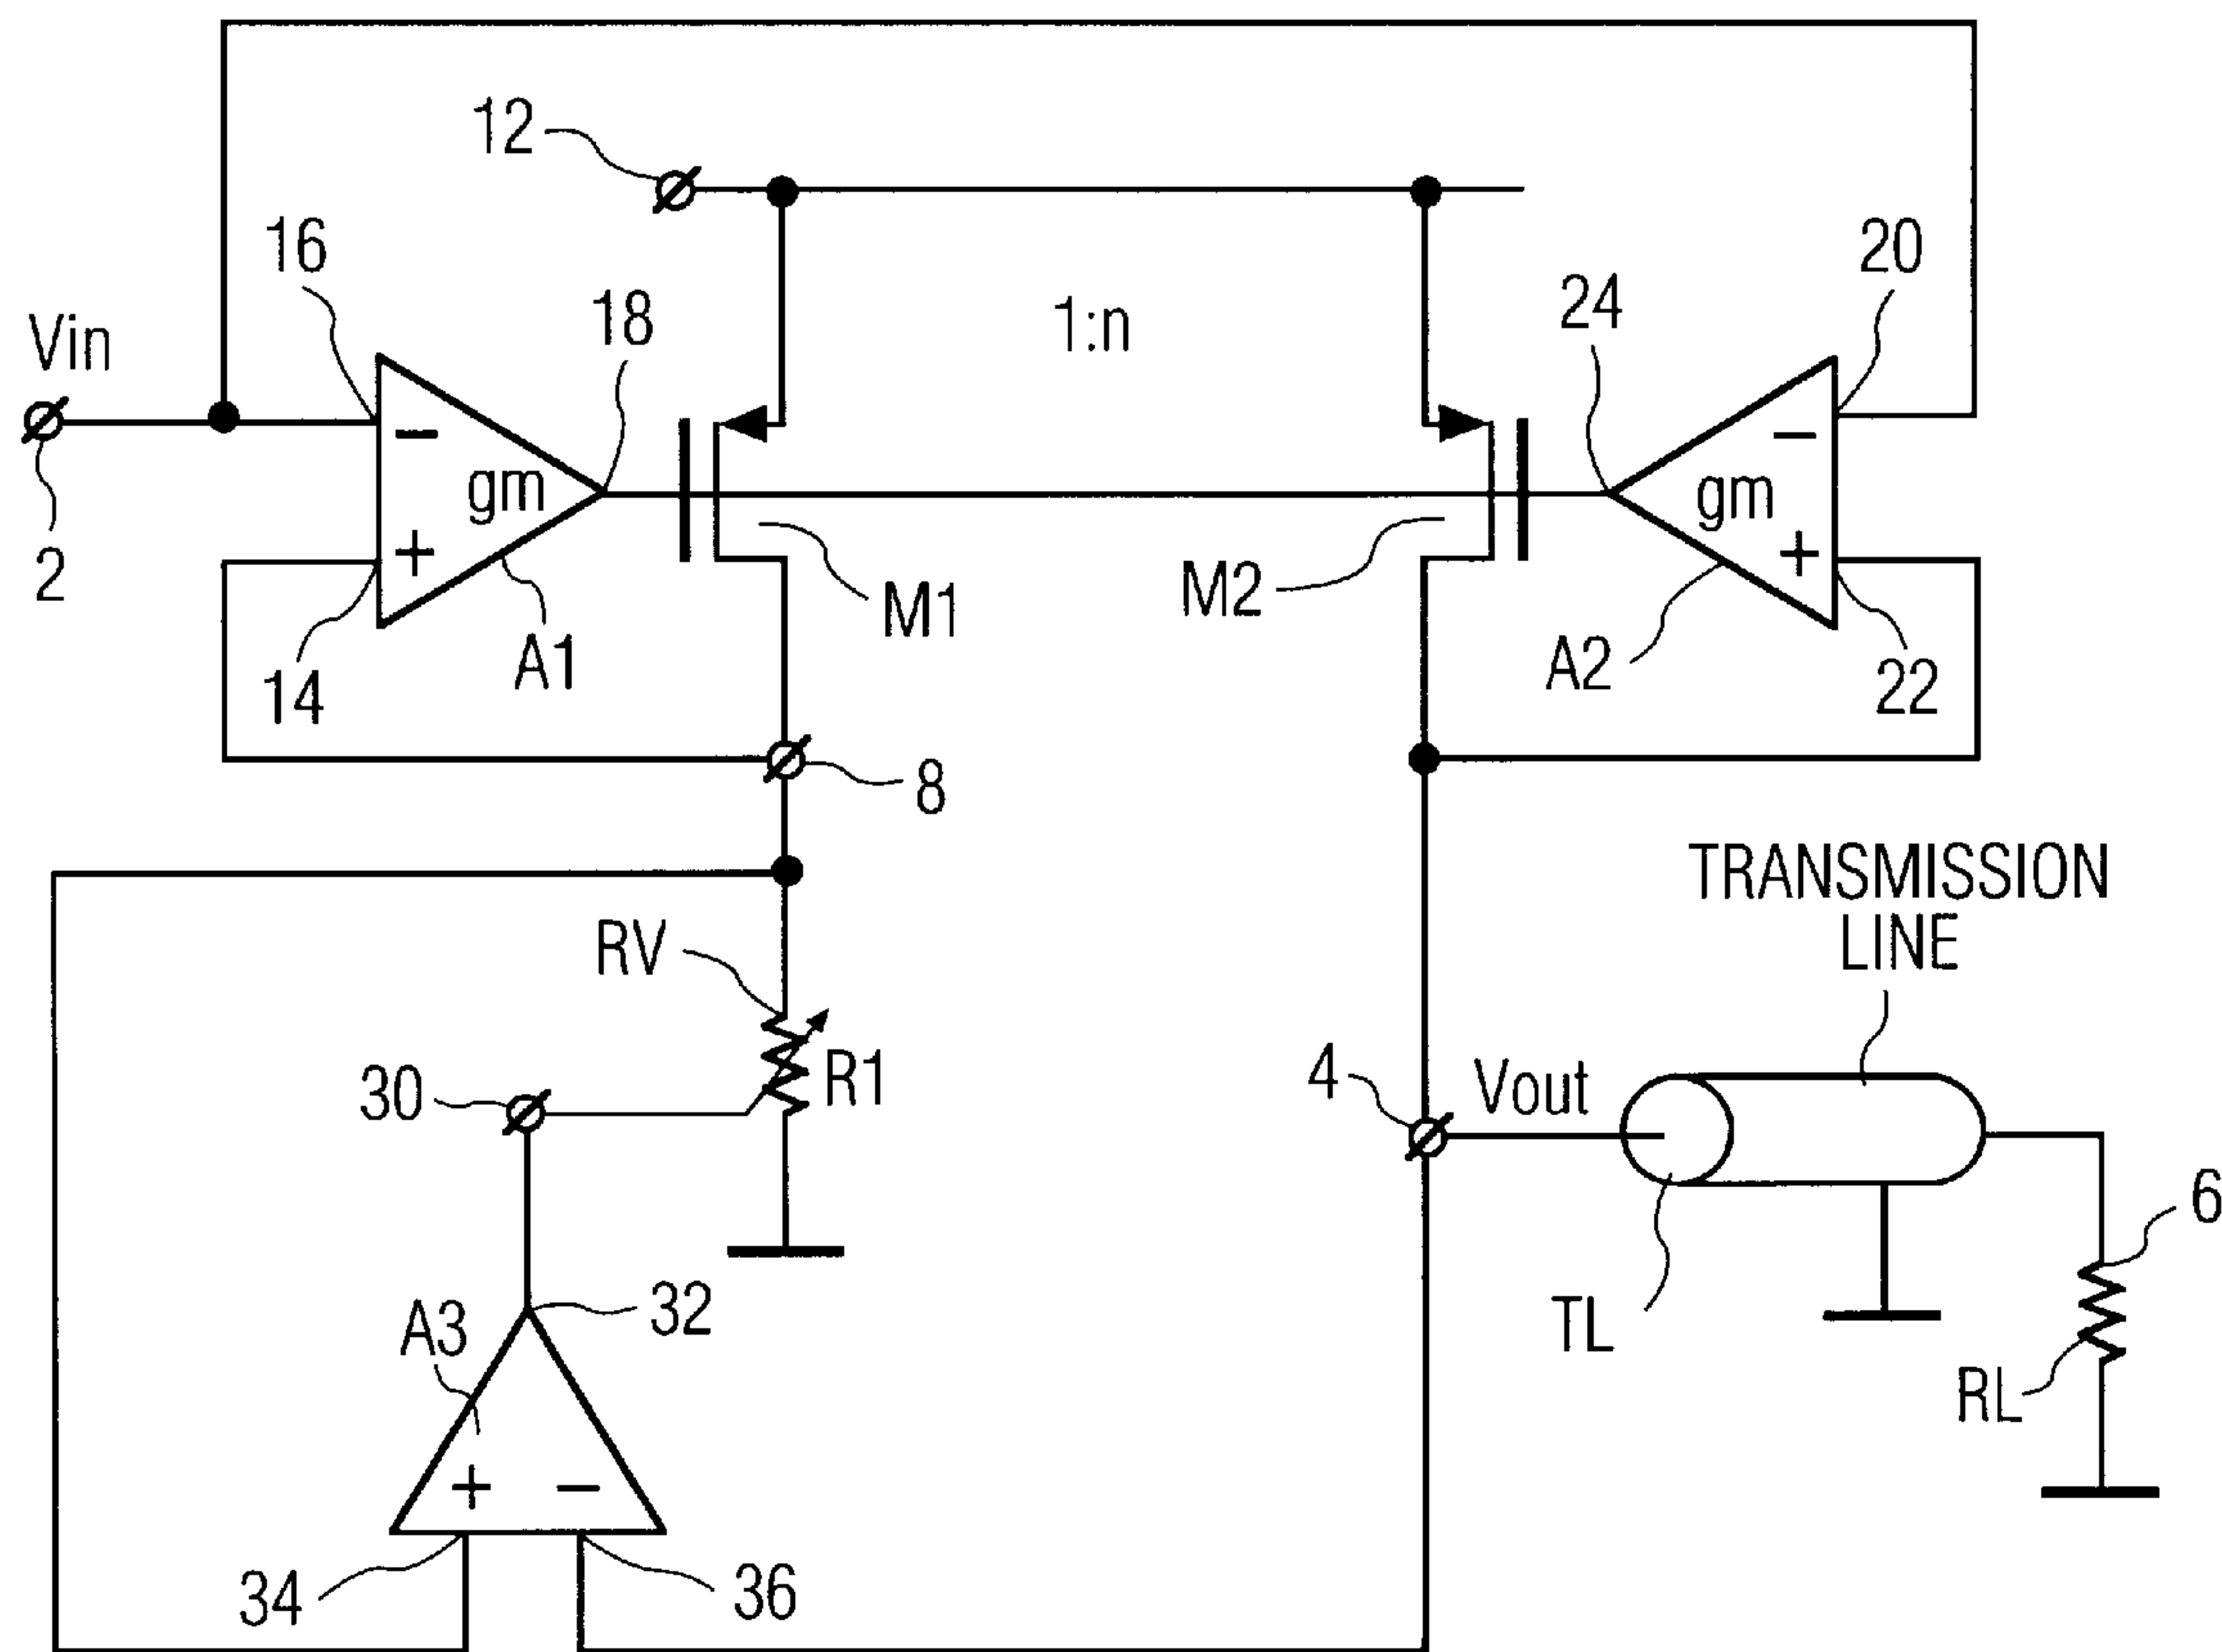 12
16
18
1:n
24
20
Vin
−
gm
+
−
gm
+
2
14
A1
M1
M2
A2
22
8
TRANSMISSION
LINE
RV
R1
30
4
Vout
6
A3
32
TL
RL
+ −
34
36